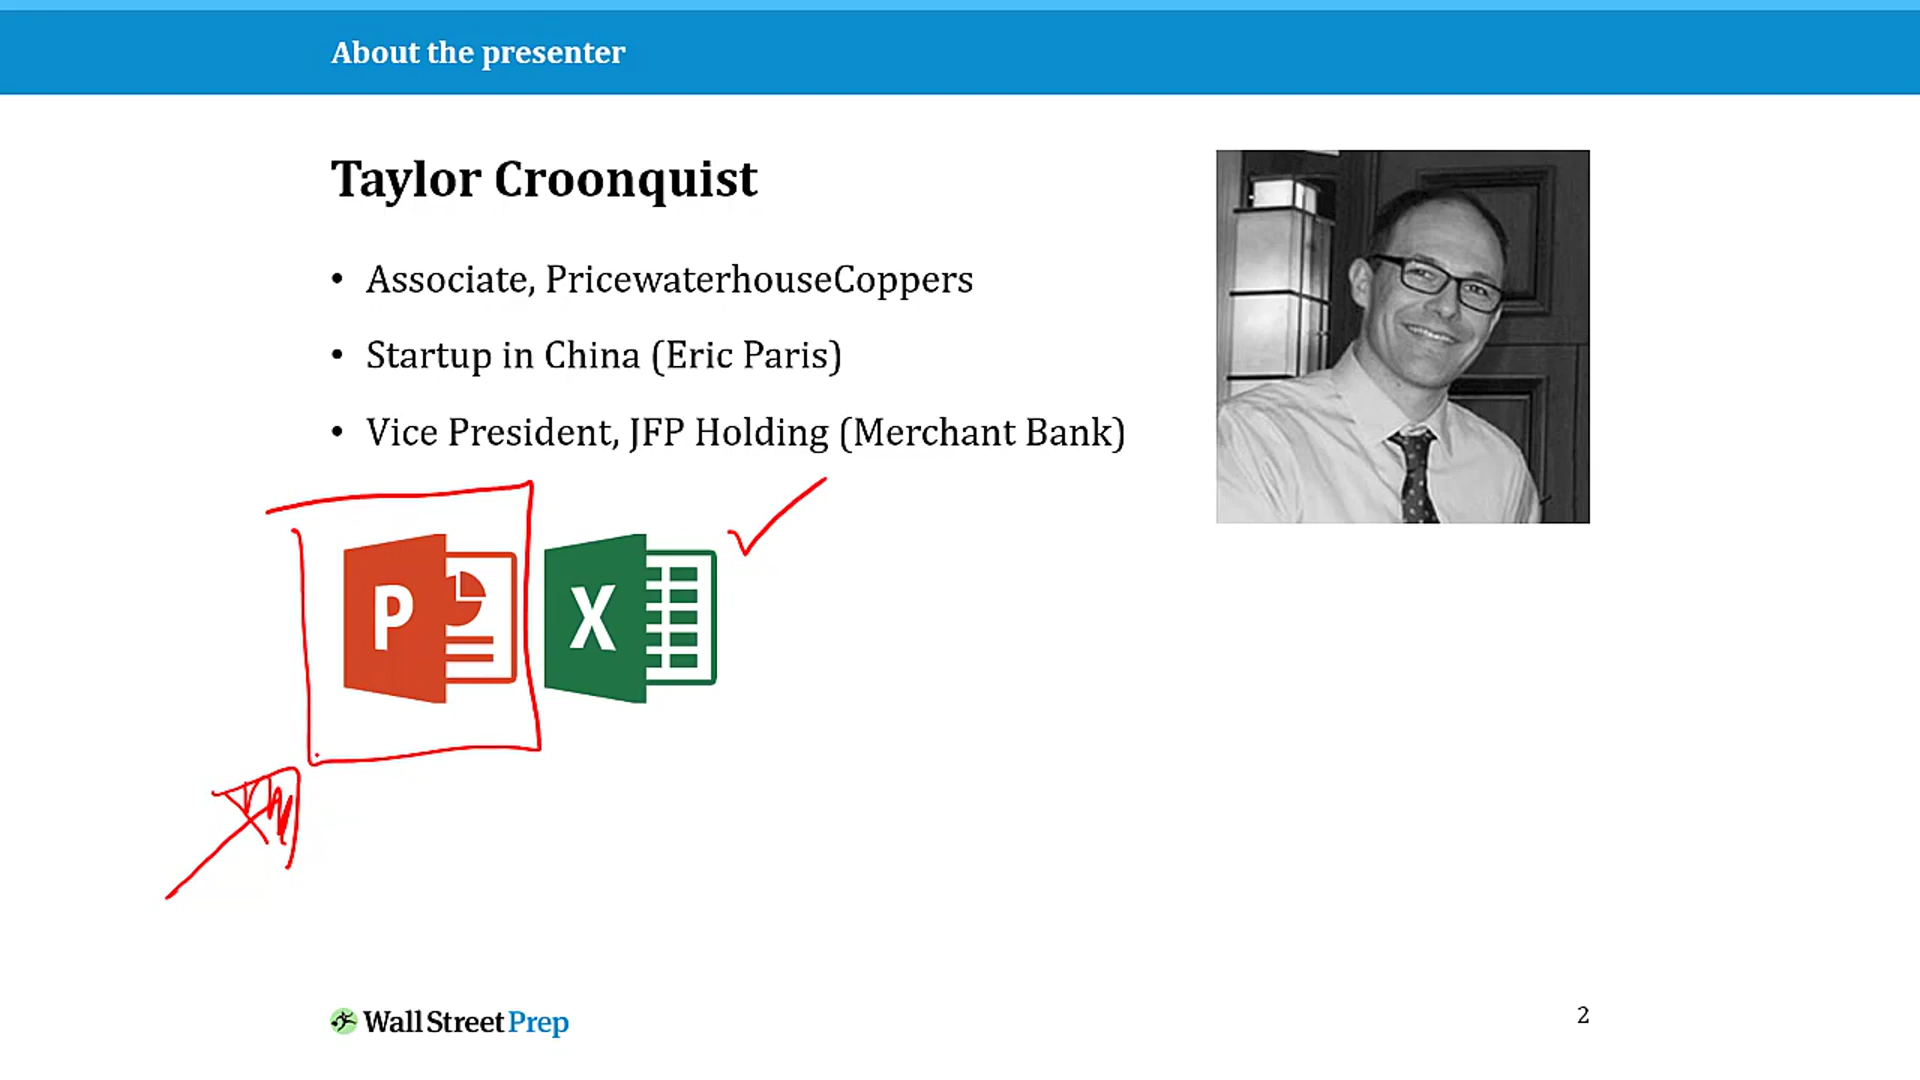 About the presenter
Taylor Croonquist
• Associate, PricewaterhouseCoppers
• Startup in China (Eric Paris)
• Vice President, JFP Holding (Merchant Bank)
P X
Wall Street Prep
2